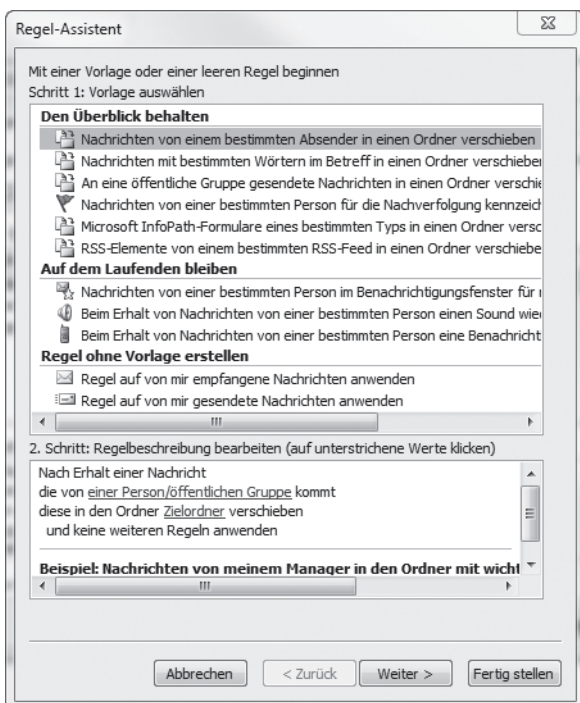 Regel-Assistent
Mit einer Vorlage oder einer leeren Regel beginnen
Schritt 1: Vorlage auswählen
Den Überblick behalten
Nachrichten von einem bestimmten Absender in einen Ordner verschieben
Nachrichten mit bestimmten Wörtern im Betreff in einen Ordner verschieben
An eine öffentliche Gruppe gesendete Nachrichten in einen Ordner verschie
Nachrichten von einer bestimmten Person für die Nachverfolgung kennzeich
Microsoft InfoPath-Formulare eines bestimmten Typs in einen Ordner versc
RSS-Elemente von einem bestimmten RSS-Feed in einen Ordner verschiebe
Auf dem Laufenden bleiben
Nachrichten von einer bestimmten Person im Benachrichtigungsfenster für
Beim Erhalt von Nachrichten von einer bestimmten Person einen Sound wie
Beim Erhalt von Nachrichten von einer bestimmten Person eine Benachricht
Regel ohne Vorlage erstellen
Regel auf von mir empfangene Nachrichten anwenden
Regel auf von mir gesendete Nachrichten anwenden
2. Schritt: Regelbeschreibung bearbeiten (auf unterstrichene Werte klicken)
Nach Erhalt einer Nachricht
die von einer Person/öffentlichen Gruppe kommt
diese in den Ordner Zielordner verschieben
und keine weiteren Regeln anwenden
Beispiel: Nachrichten von meinem Manager in den Ordner mit wicht
Abbrechen < Zurück Weiter > Fertig stellen